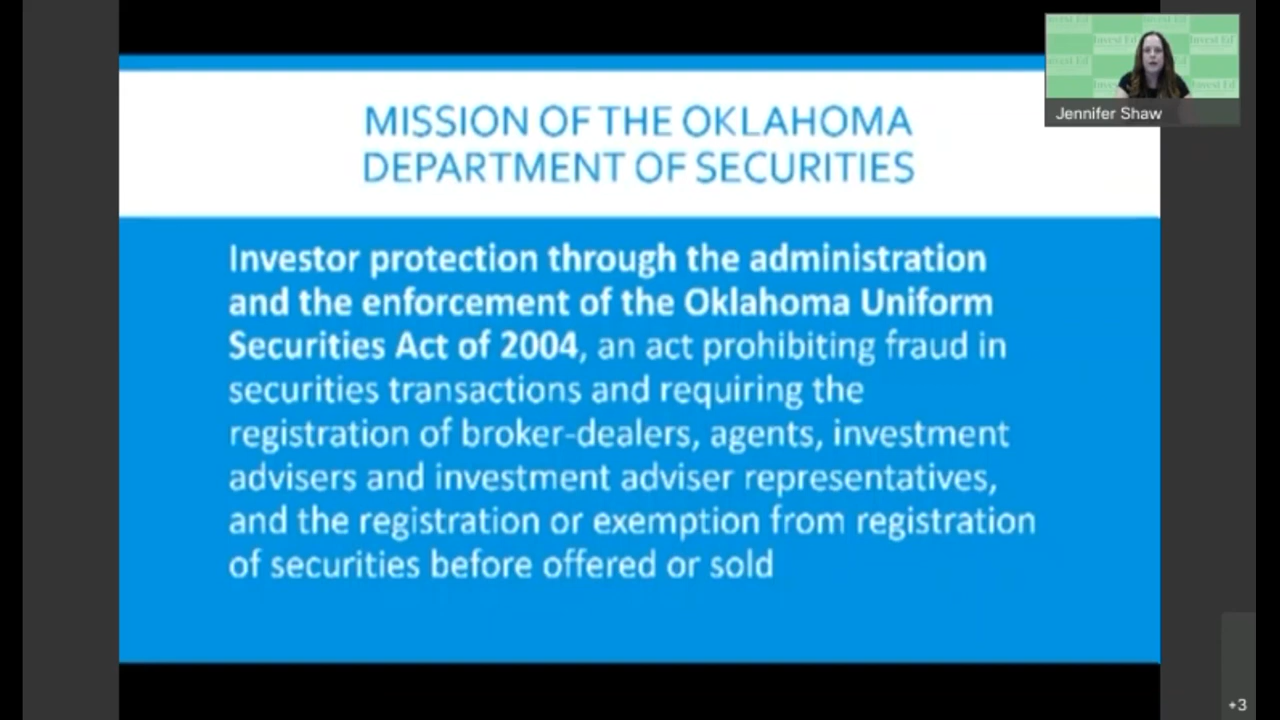 MISSION OF THE OKLAHOMA
DEPARTMENT OF SECURITIES
Investor protection through the administration
and the enforcement of the Oklahoma Uniform
Securities Act of 2004, an act prohibiting fraud in
securities transactions and requiring the
registration of broker-dealers, agents, investment
advisers and investment adviser representatives,
and the registration or exemption from registration
of securities before offered or sold
Invest Ed
Jennifer Shaw
+3